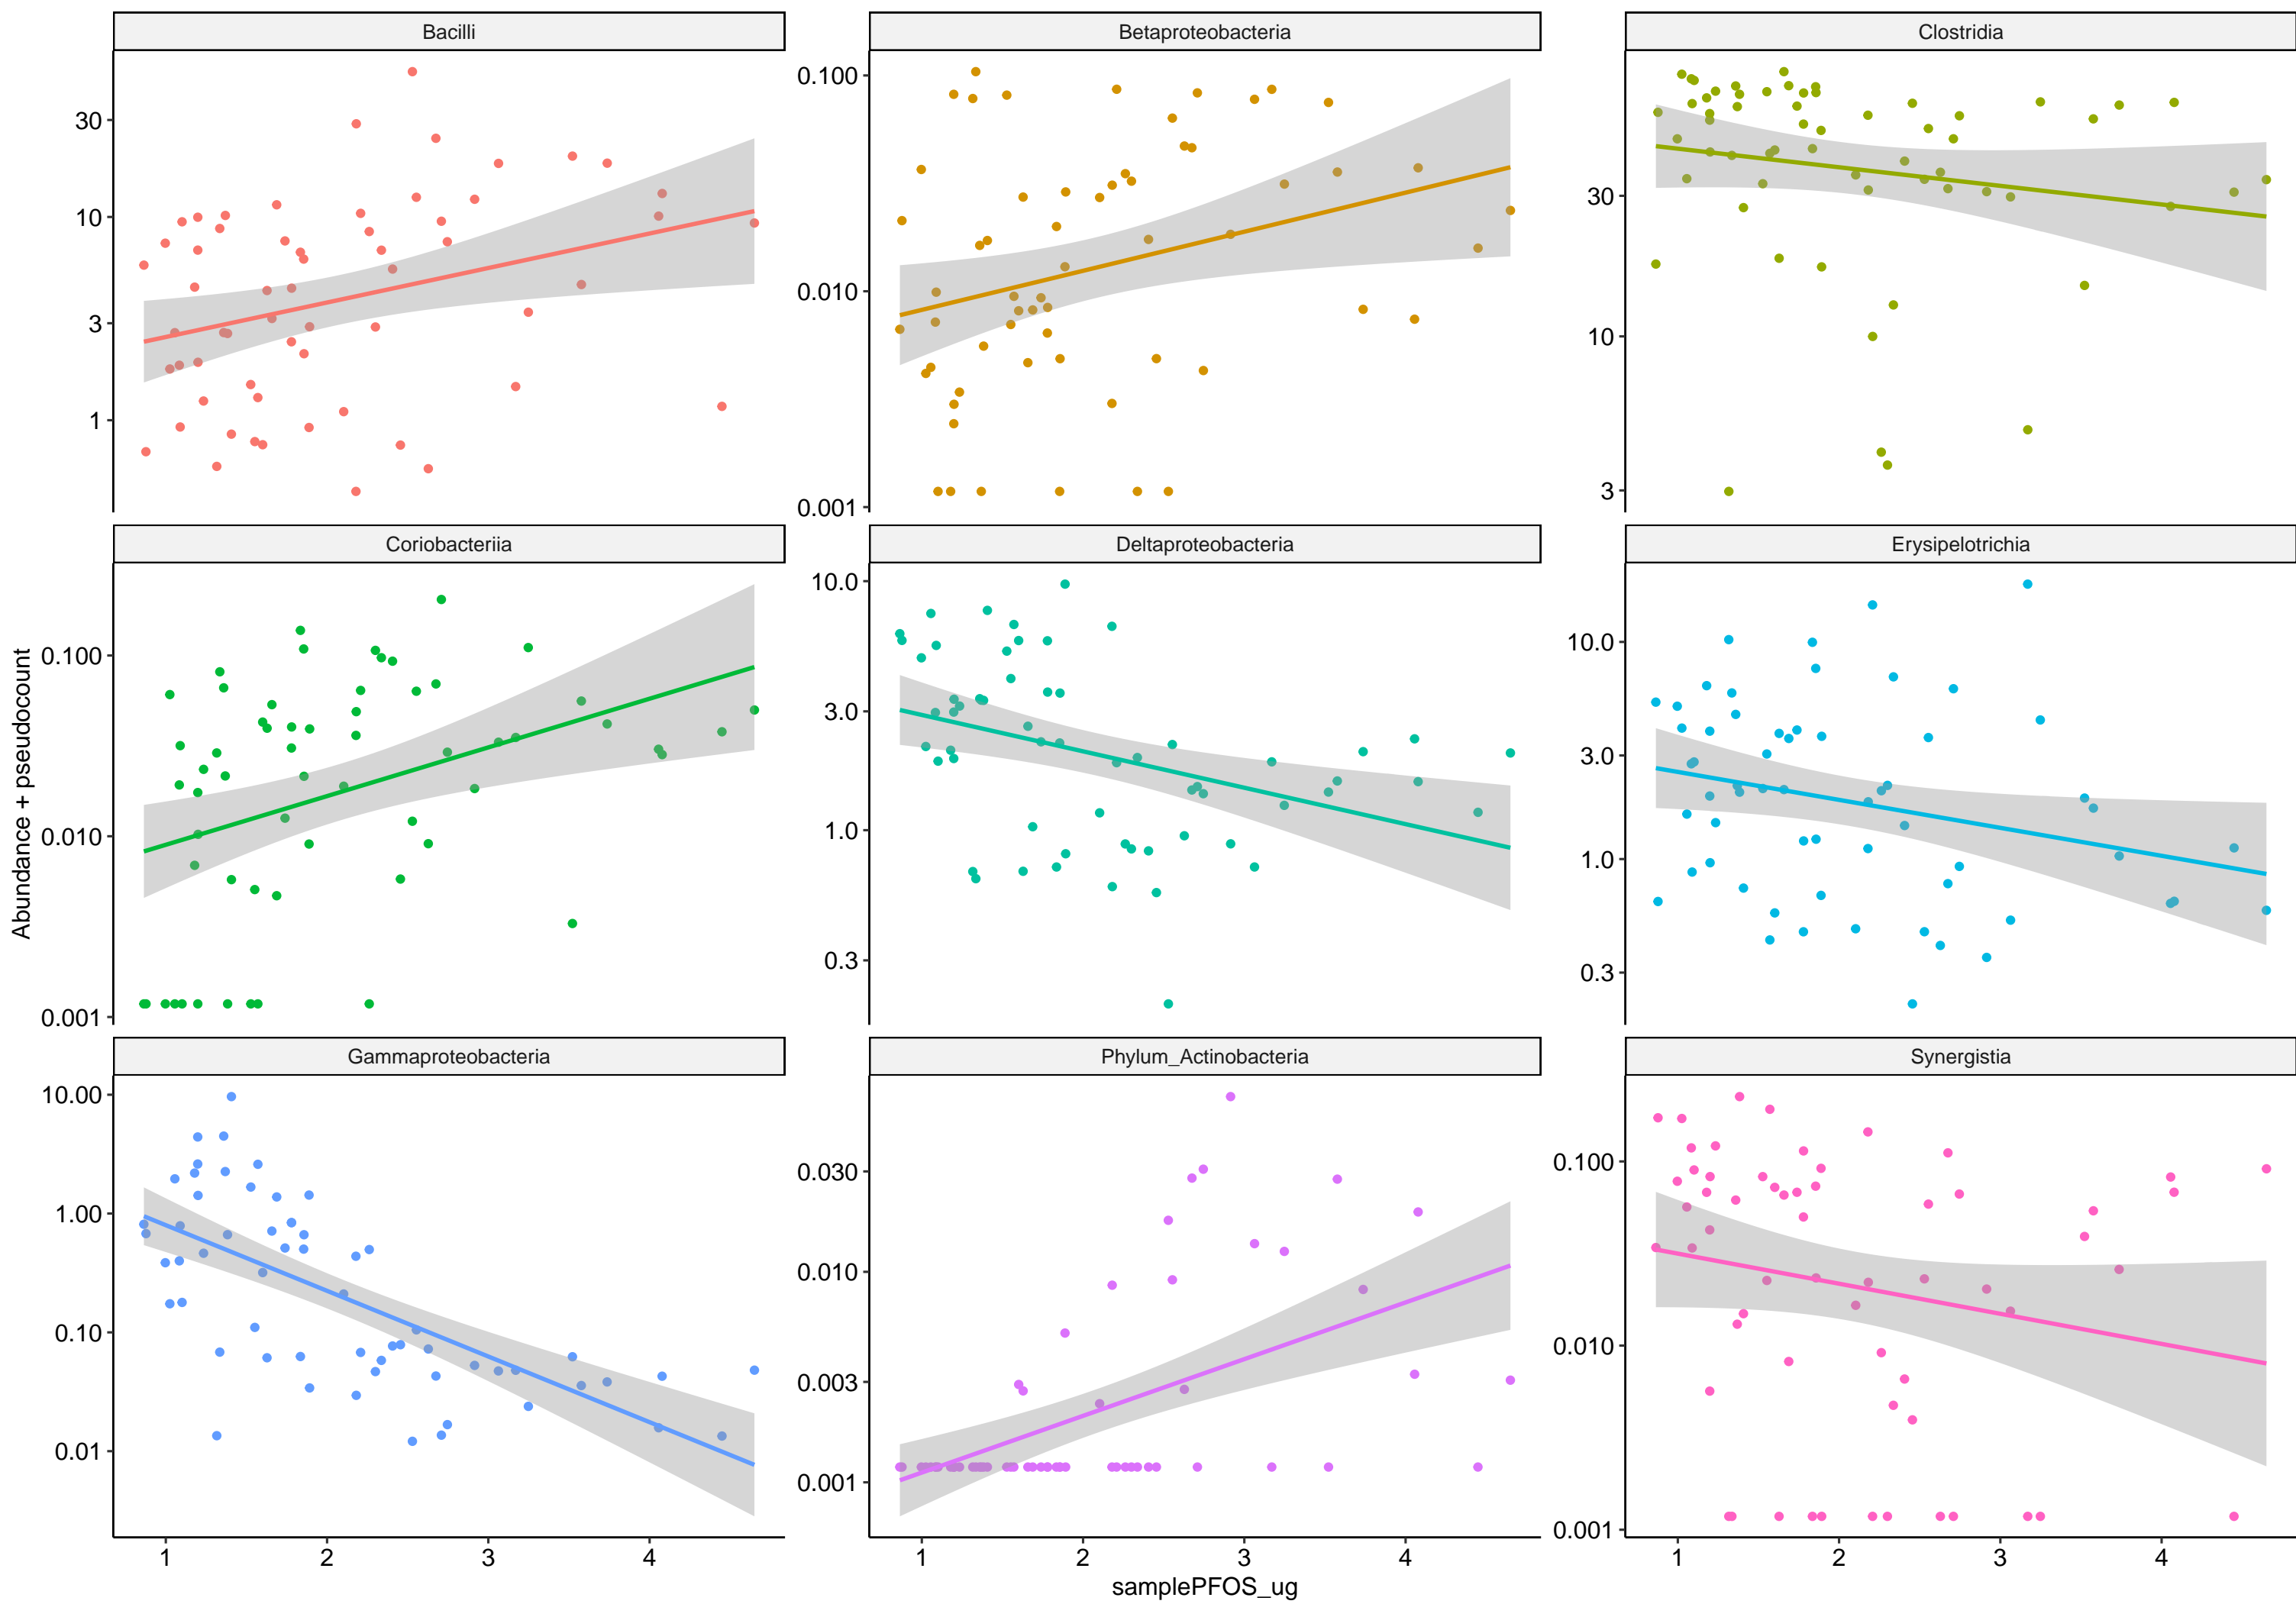 Bacilli
Betaproteobacteria
Clostridia
30
10
3
1
0.100
0.010
0.001
30
10
3
Coriobacteriia
Deltaproteobacteria
Erysipelotrichia
Abundance + pseudocount
0.100
0.010
0.001
10.0
3.0
1.0
0.3
10.0
3.0
1.0
0.3
Gammaproteobacteria
Phylum_Actinobacteria
Synergistia
10.00
1.00
0.10
0.01
0.030
0.010
0.003
0.001
0.100
0.010
0.001
1 2 3 4
1 2 3 4
1 2 3 4
samplePFOS_ug